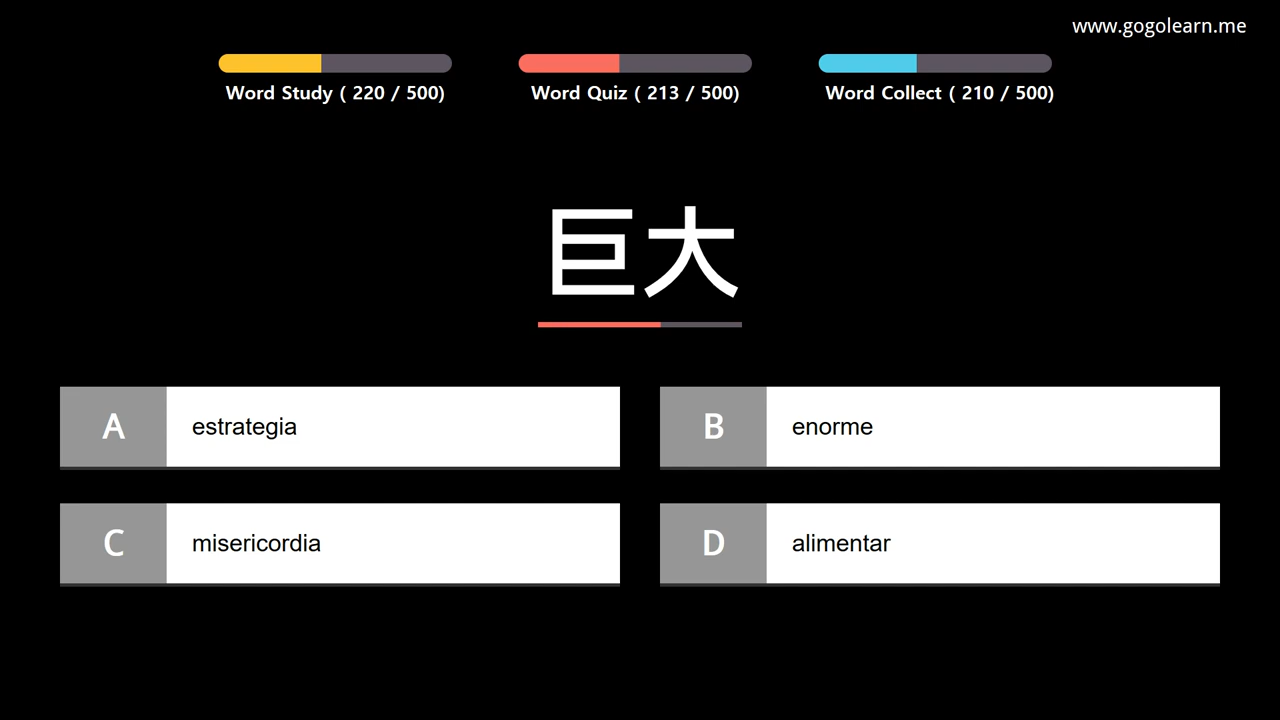 www.gogolearn.me
Word Study ( 220 / 500)
Word Quiz ( 213 / 500)
Word Collect ( 210 / 500)
巨大
A estrategia
B enorme
C misericordia
D alimentar